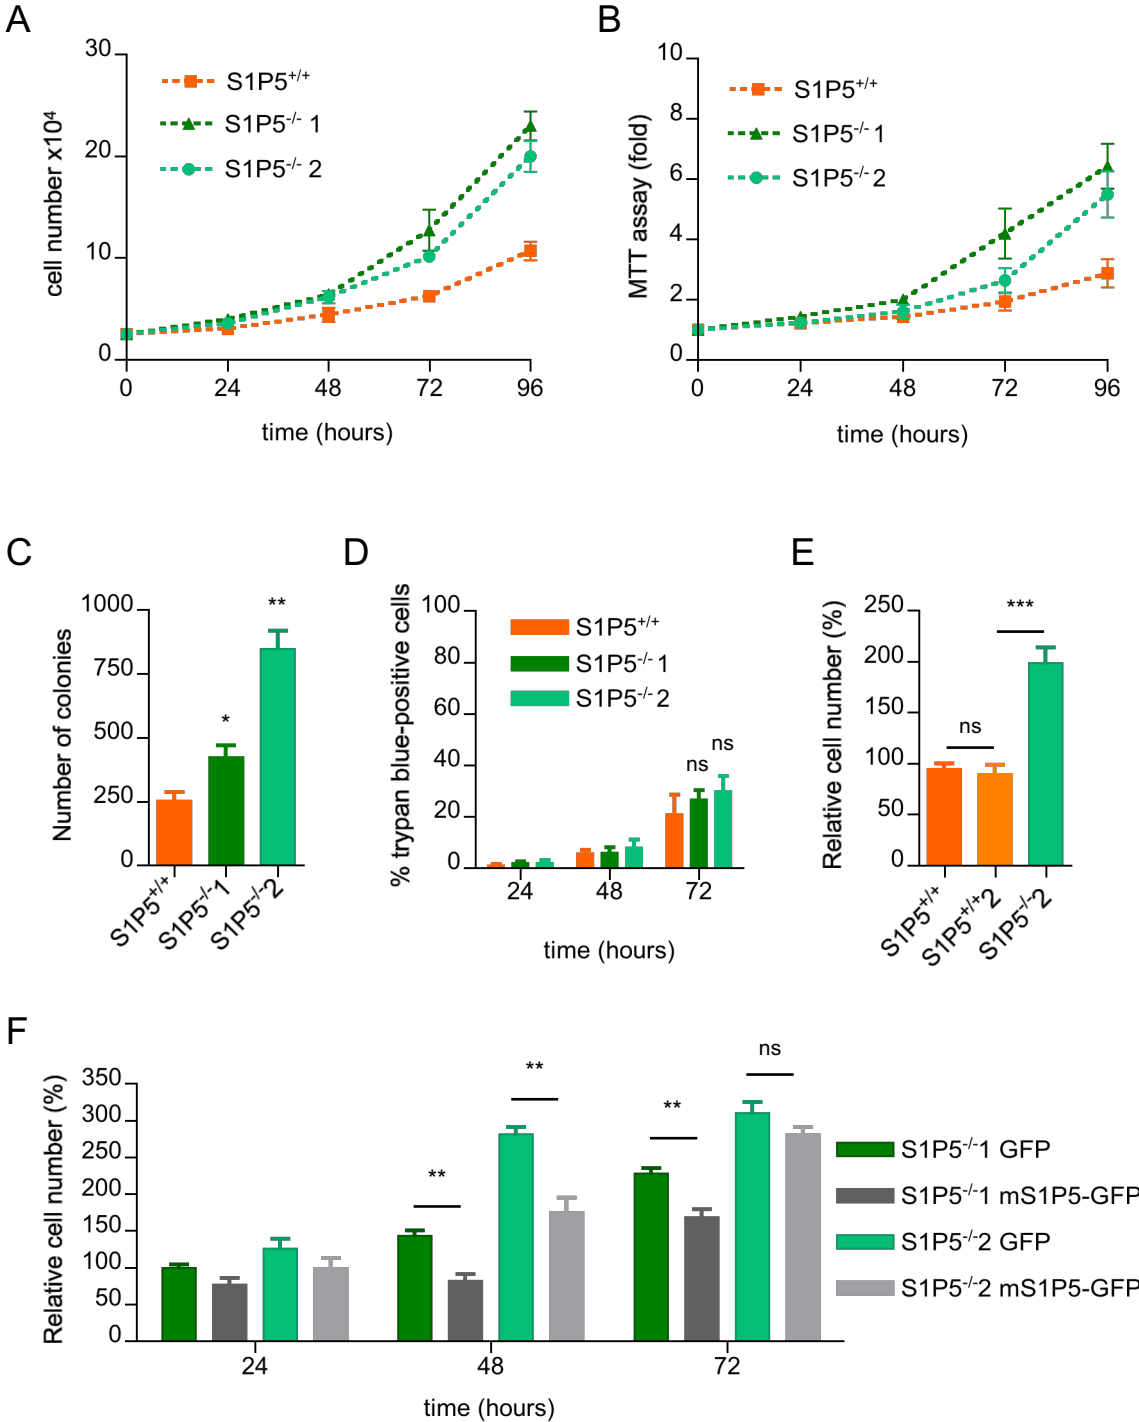 A
cell number x10⁴
30
20
10
0
S1P5+/+
S1P5-/- 1
S1P5-/- 2
0 24 48 72 96
time (hours)
B
MTT assay (fold)
10
8
6
4
2
0
S1P5+/+
S1P5-/- 1
S1P5-/- 2
0 24 48 72 96
time (hours)
C
Number of colonies
1000
750
500
250
0
*
**
S1P5+/+
S1P5-/-1
S1P5-/-2
D
% trypan blue-positive cells
100
80
60
40
20
0
S1P5+/+
S1P5-/- 1
S1P5-/- 2
ns
ns
24 48 72
time (hours)
E
Relative cell number (%)
250
200
150
100
50
0
ns
***
S1P5+/+
S1P5+/+2
S1P5-/-2
F
Relative cell number (%)
350
300
250
200
150
100
50
0
**
**
**
ns
24 48 72
time (hours)
S1P5-/-1 GFP
S1P5-/-1 mS1P5-GFP
S1P5-/-2 GFP
S1P5-/-2 mS1P5-GFP